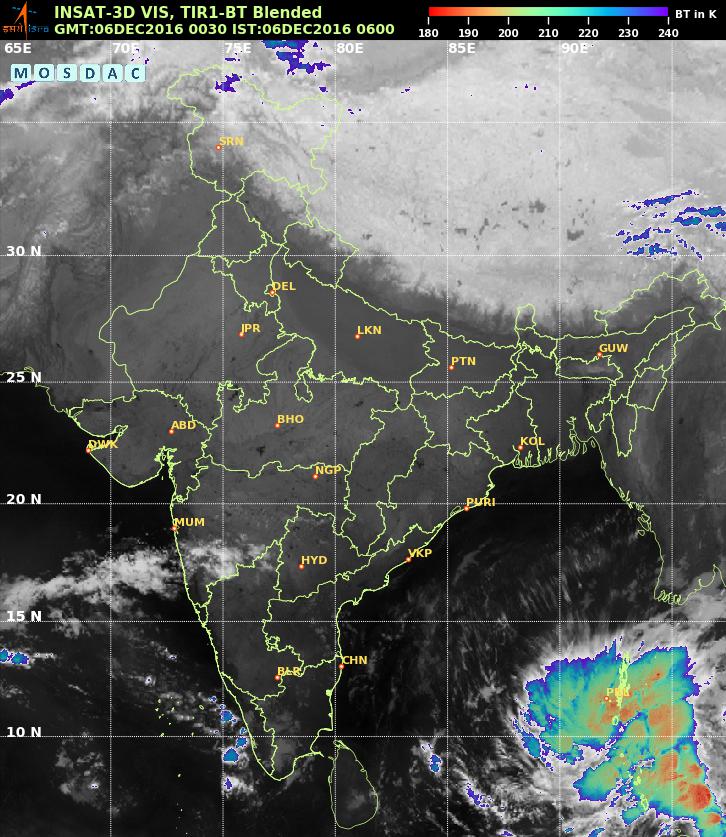 INSAT-3D VIS, TIR1-BT Blended
GMT:06DEC2016 0030 IST:06DEC2016 0600
BT in K
180 190 200 210 220 230 240
65E 70E 75E 80E 85E 90E
MOSDAC
SRN
30 N
DEL
JPR LKN
GUW
PTN
25 N
ABD BHO
DWK KOL
NGP
20 N PURI
MUM
HYD VKP
15 N
BLR CHN
10 N